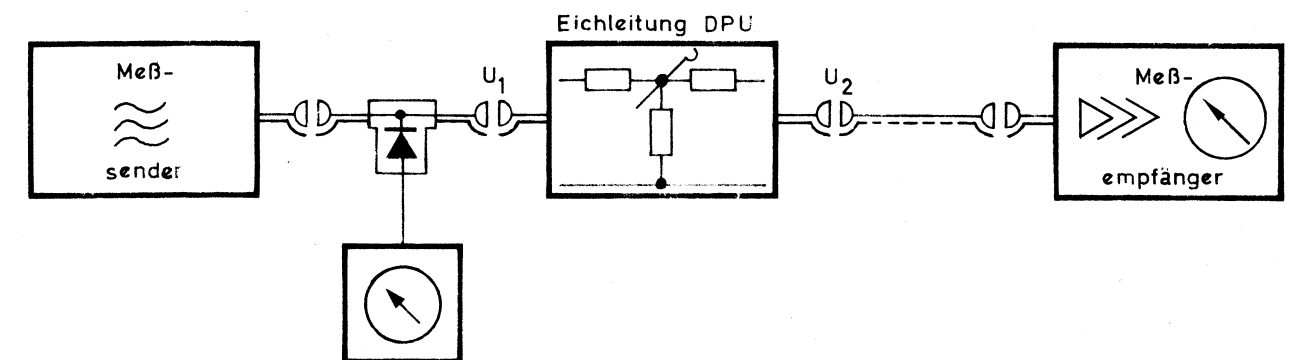 Eichleitung DPU
Meß-
sender
U1
U2
Meß-
empfänger